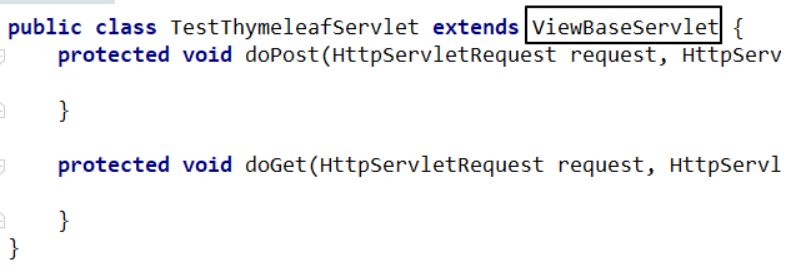 public class TestThymeleafServlet extends ViewBaseServlet {
protected void doPost(HttpServletRequest request, HttpServ
}
protected void doGet(HttpServletRequest request, HttpServl
}
}